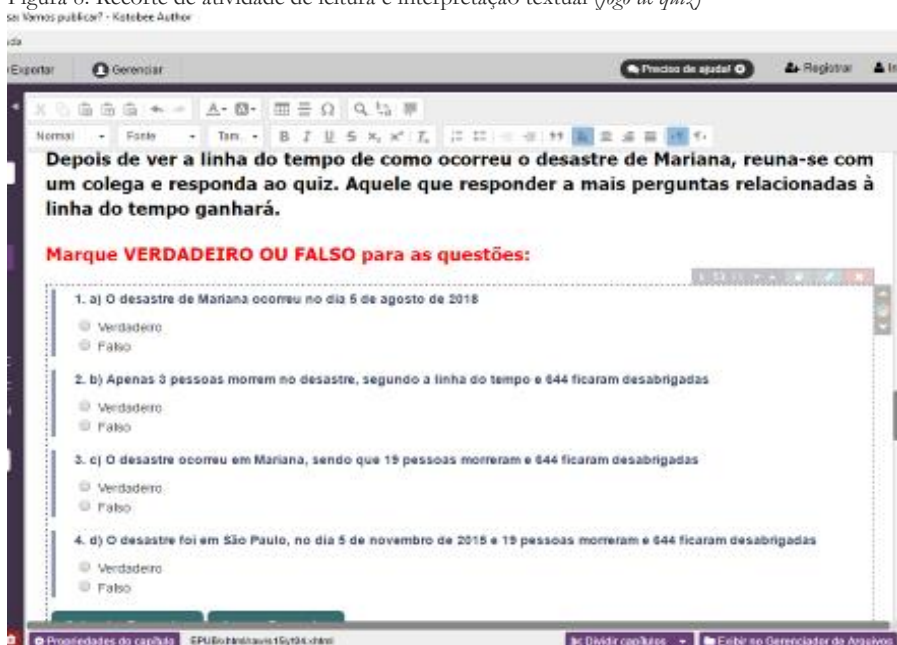 Figura 8. Recorte de atividade de leitura e interpretação textual (jogo de quiz)
Vamos publicar? - Kotobee Author
Exportar Gerenciar Preciso de ajuda! Registrar
Normal Fonte Tam. B I U S
Depois de ver a linha do tempo de como ocorreu o desastre de Mariana, reuna-se com
um colega e responda ao quiz. Aquele que responder a mais perguntas relacionadas à
linha do tempo ganhará.
Marque VERDADEIRO OU FALSO para as questões:
1. a) O desastre de Mariana ocorreu no dia 5 de agosto de 2018
Verdadeiro
Falso
2. b) Apenas 3 pessoas morrem no desastre, segundo a linha do tempo e 644 ficaram desabrigadas
Verdadeiro
Falso
3. c) O desastre ocorreu em Mariana, sendo que 19 pessoas morreram e 644 ficaram desabrigadas
Verdadeiro
Falso
4. d) O desastre foi em São Paulo, no dia 5 de novembro de 2015 e 19 pessoas morreram e 644 ficaram desabrigadas
Verdadeiro
Falso
Propriedades do capítulo Dividir capítulos Exibir no Gerenciador de Arquivos